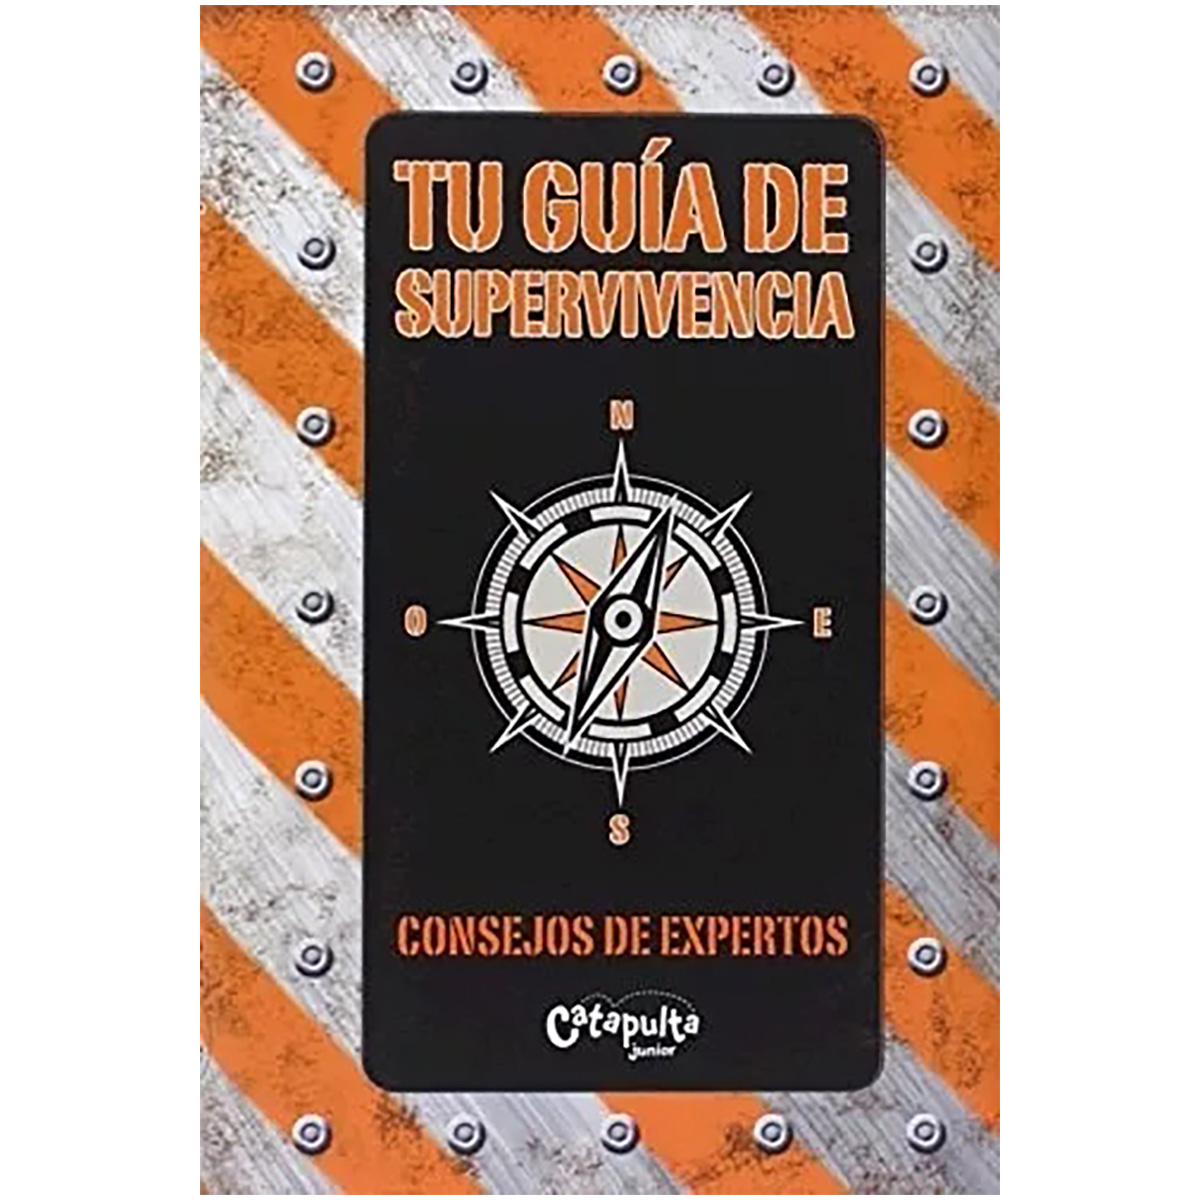 TU GUÍA DE
SUPERVIVENCIA
N
O
E
S
CONSEJOS DE EXPERTOS
Catapulta
junior